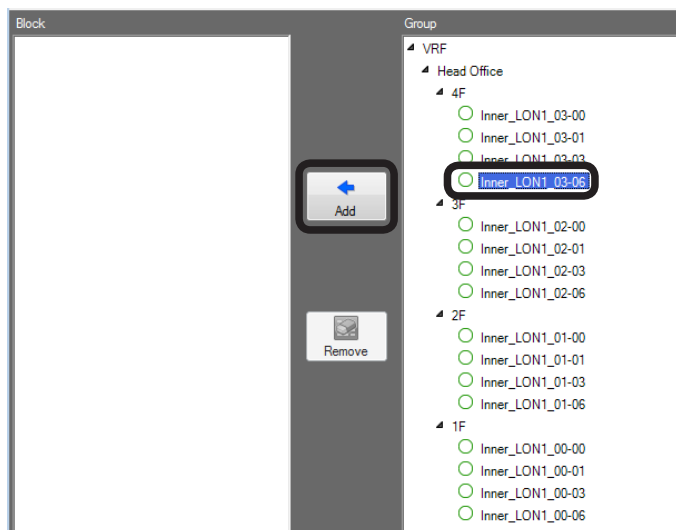 Block
Group
VRF
Head Office
4F
Inner_LON1_03-00
Inner_LON1_03-01
Inner_LON1_03-03
Inner_LON1_03-06
3F
Inner_LON1_02-00
Inner_LON1_02-01
Inner_LON1_02-03
Inner_LON1_02-06
2F
Inner_LON1_01-00
Inner_LON1_01-01
Inner_LON1_01-03
Inner_LON1_01-06
1F
Inner_LON1_00-00
Inner_LON1_00-01
Inner_LON1_00-03
Inner_LON1_00-06
Add
Remove